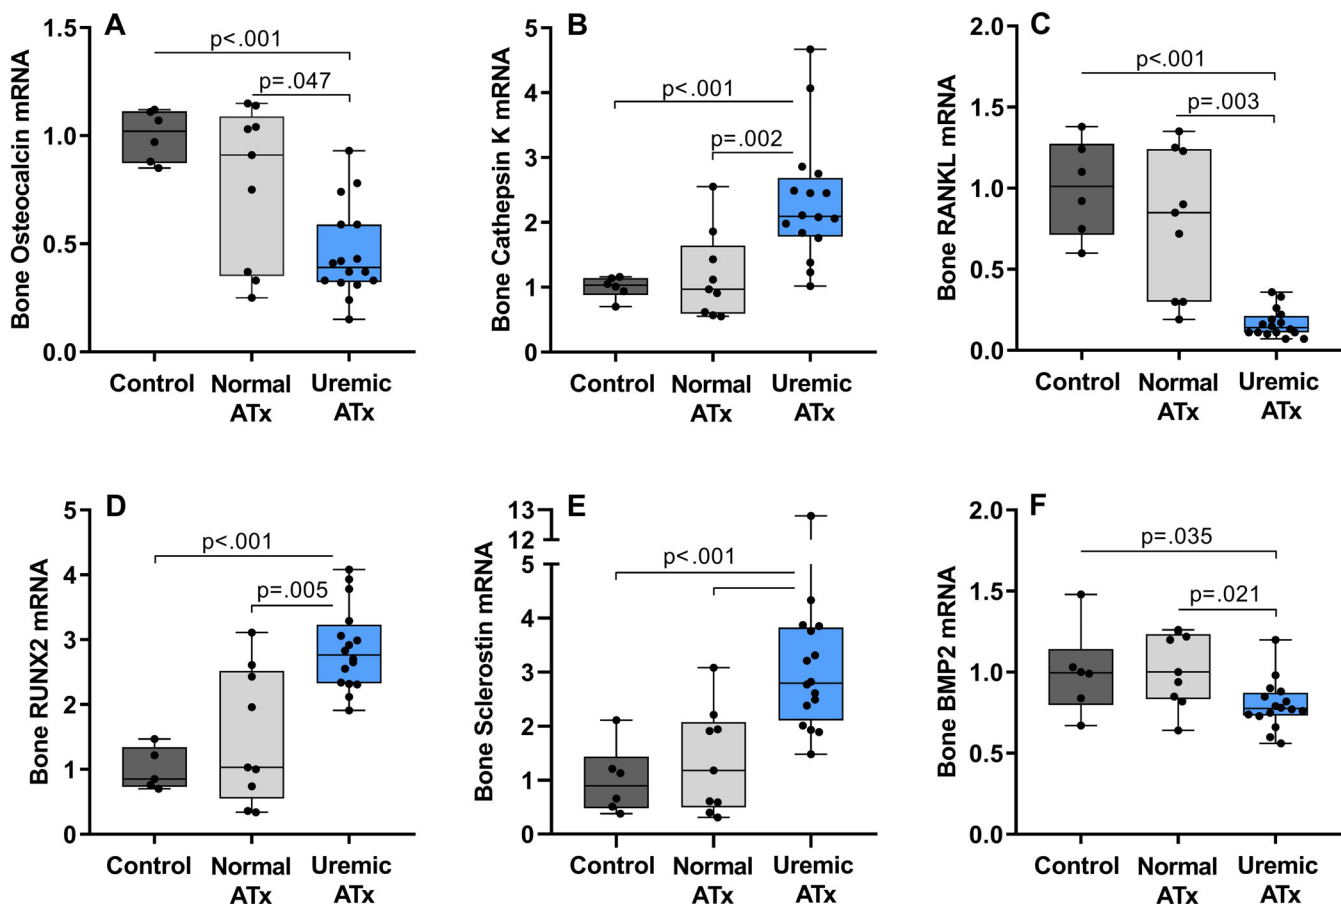 A
Bone Osteocalcin mRNA
1.5
1.0
0.5
0.0
p<.001
p=.047
Control
Normal ATx
Uremic ATx
B
Bone Cathepsin K mRNA
5
4
3
2
1
0
p<.001
p=.002
Control
Normal ATx
Uremic ATx
C
Bone RANKL mRNA
2.0
1.5
1.0
0.5
0.0
p<.001
p=.003
Control
Normal ATx
Uremic ATx
D
Bone RUNX2 mRNA
5
4
3
2
1
0
p<.001
p=.005
Control
Normal ATx
Uremic ATx
E
Bone Sclerostin mRNA
13
12
5
4
3
2
1
0
p<.001
Control
Normal ATx
Uremic ATx
F
Bone BMP2 mRNA
2.0
1.5
1.0
0.5
0.0
p=.035
p=.021
Control
Normal ATx
Uremic ATx